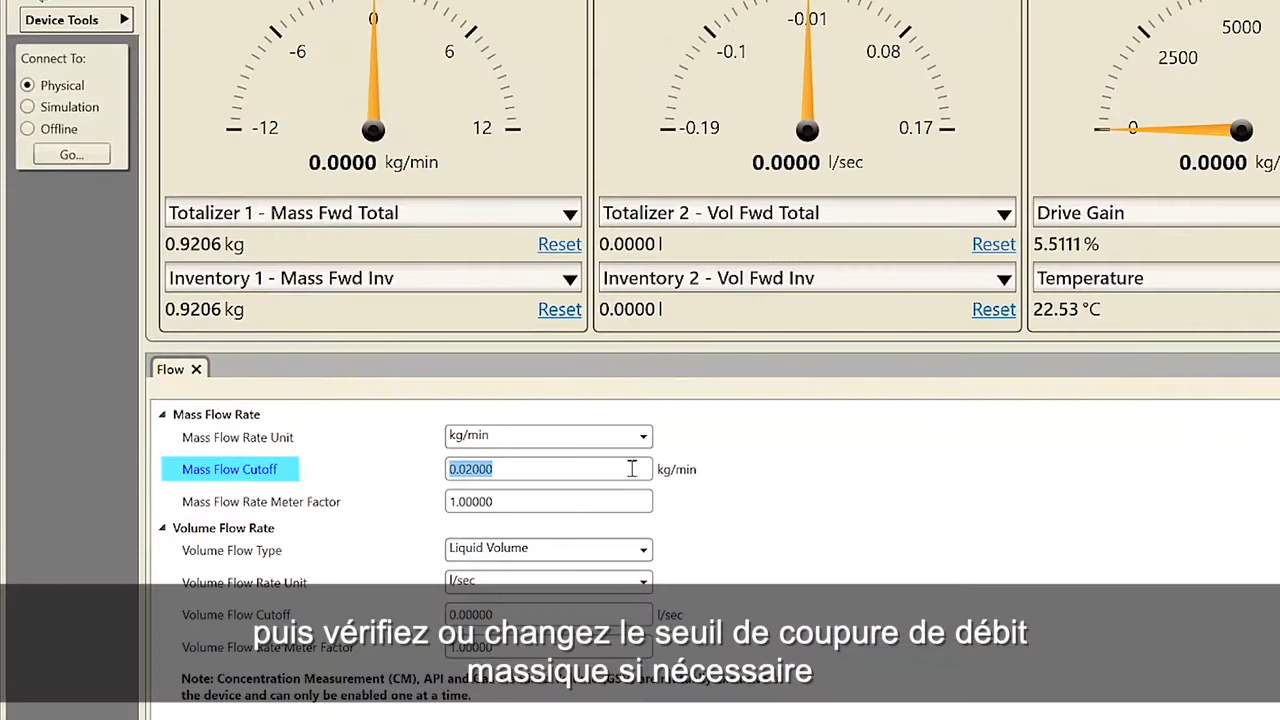 Device Tools
Connect To:
Physical
Simulation
Offline
Go...
0
-6
6
-12
12
0.0000 kg/min
-0.01
-0.1
0.08
-0.19
0.17
0.0000 l/sec
5000
2500
0
0.0000 kg/
Totalizer 1 - Mass Fwd Total
0.9206 kg Reset
Inventory 1 - Mass Fwd Inv
0.9206 kg Reset
Totalizer 2 - Vol Fwd Total
0.0000 l Reset
Inventory 2 - Vol Fwd Inv
0.0000 l Reset
Drive Gain
5.5111 %
Temperature
22.53 °C
Flow
Mass Flow Rate
Mass Flow Rate Unit kg/min
Mass Flow Cutoff 0.02000 kg/min
Mass Flow Rate Meter Factor 1.00000
Volume Flow Rate
Volume Flow Type Liquid Volume
Volume Flow Rate Unit l/sec
Volume Flow Cutoff 0.00000 l/sec
Volume Flow Rate Meter Factor 1.00000
Note: Concentration Measurement (CM), API and
the device and can only be enabled one at a time.
puis vérifiez ou changez le seuil de coupure de débit
massique si nécessaire